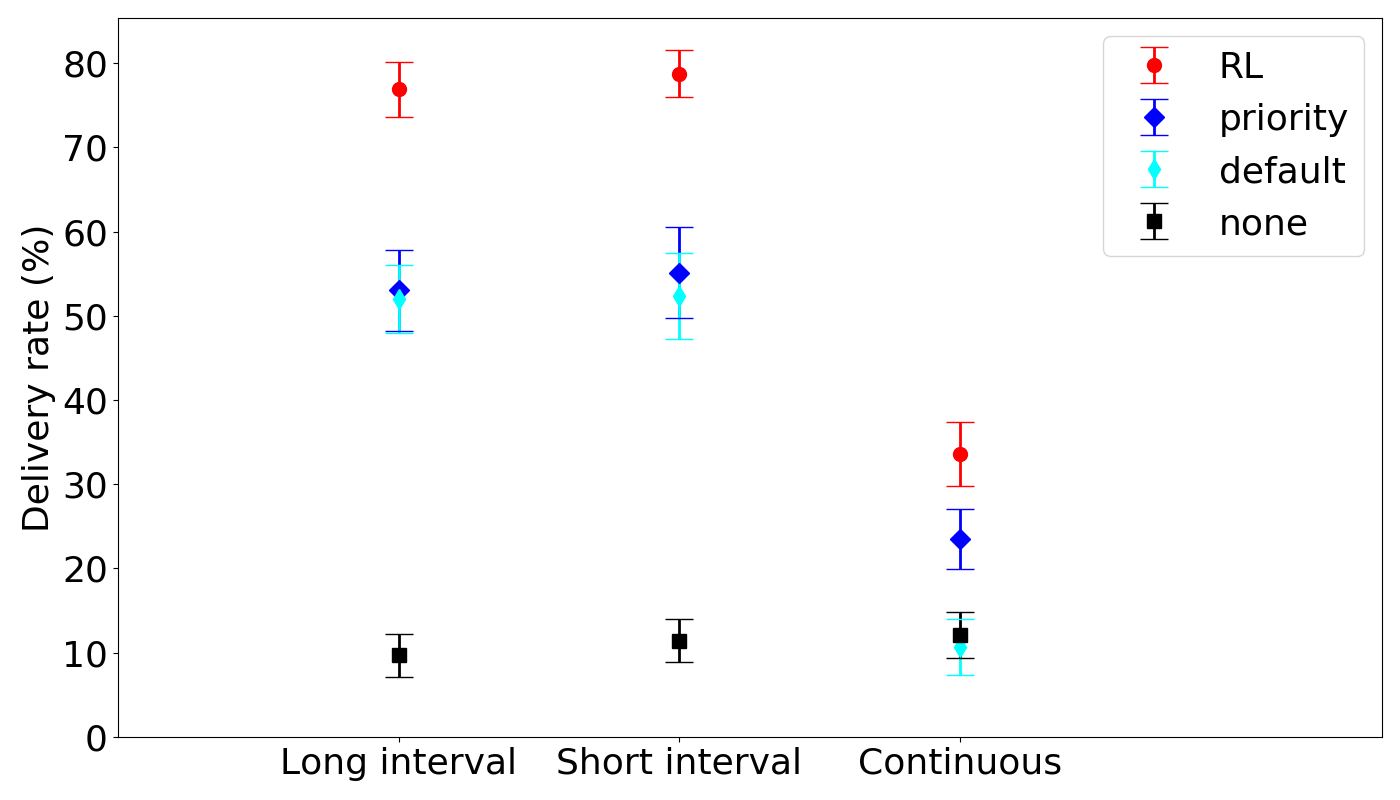 Delivery rate (%)
80
70
60
50
40
30
20
10
0
Long interval
Short interval
Continuous
RL
priority
default
none